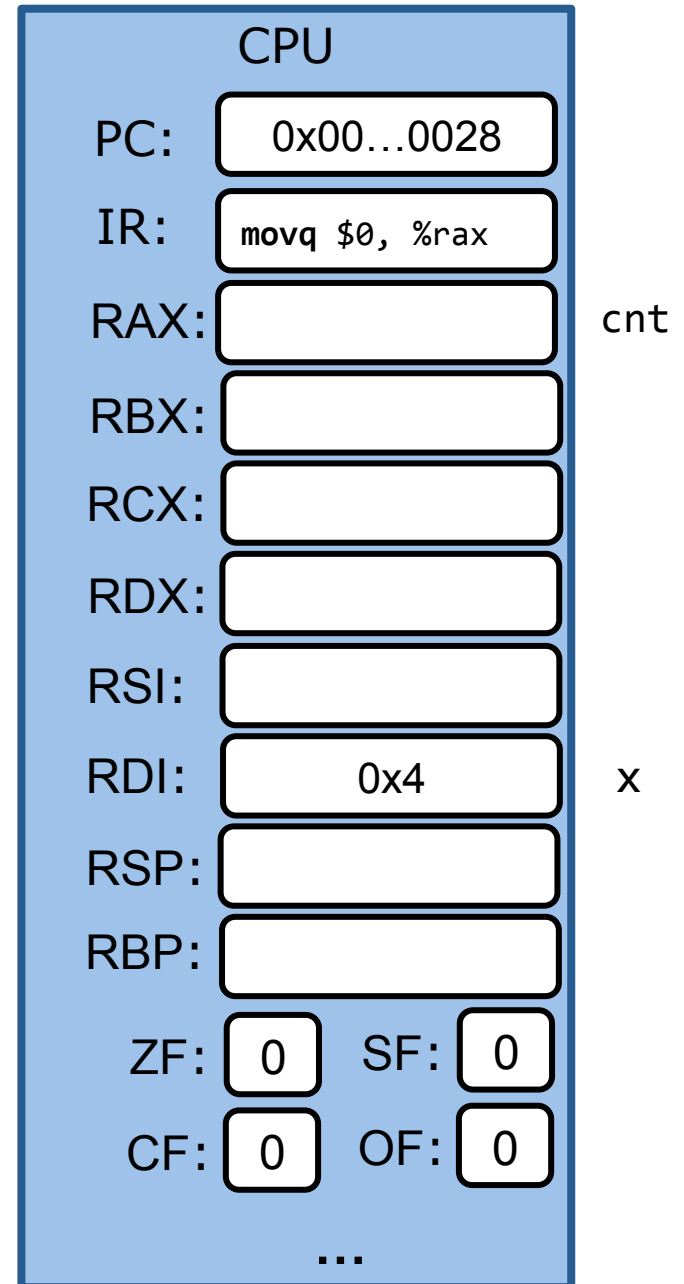 CPU
PC: 0x00…0028
IR: movq $0, %rax
RAX: cnt
RBX:
RCX:
RDX:
RSI:
RDI: 0x4 x
RSP:
RBP:
ZF: 0 SF: 0
CF: 0 OF: 0
…